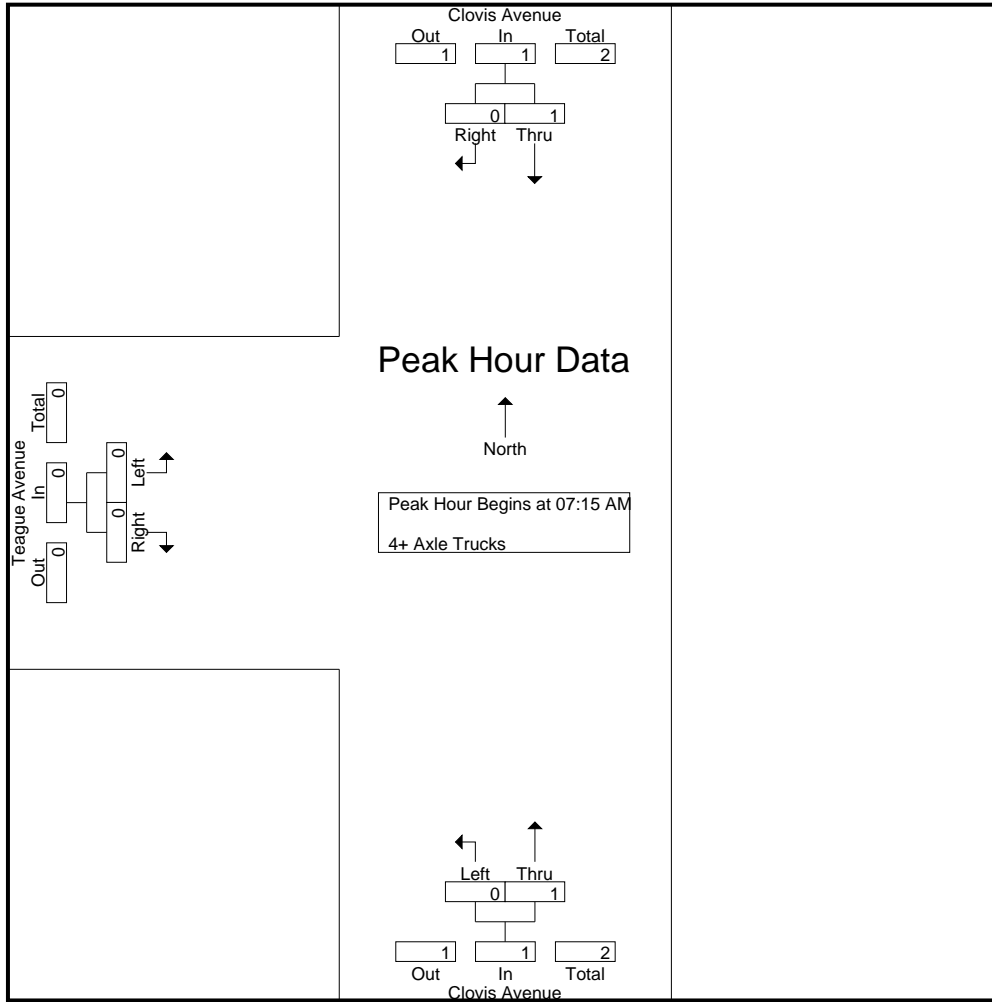 Clovis Avenue
Out In Total
1 1 2
0 1
Right Thru
Peak Hour Data
North
Peak Hour Begins at 07:15 AM
4+ Axle Trucks
Teague Avenue
Out In Total
0 0 0
Right Left
0 0
Left Thru
0 1
1 1 2
Out In Total
Clovis Avenue